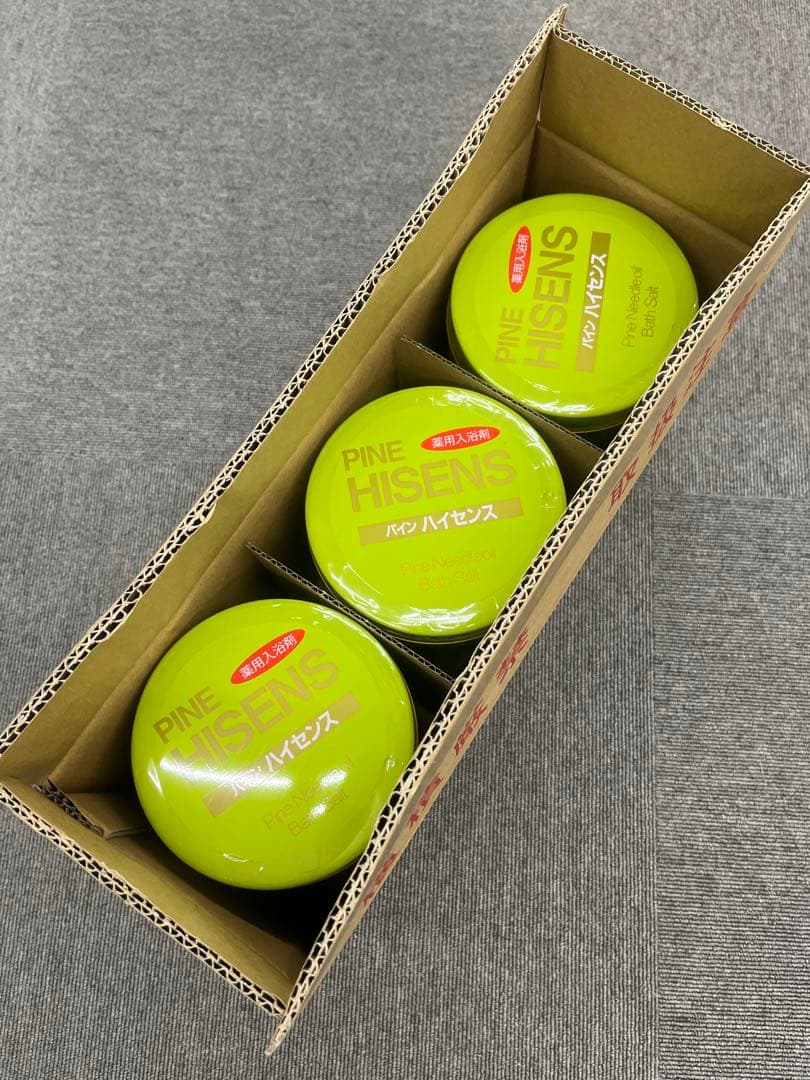 薬用入浴剤
PINE
HISENS
パイン ハイセンス
Pine Needle oil
Bath Salt
薬用入浴剤
PINE
HISENS
パイン ハイセンス
Pine Needle oil
Bath Salt
薬用入浴剤
PINE
HISENS
パイン ハイセンス
Pine Needle oil
Bath Salt